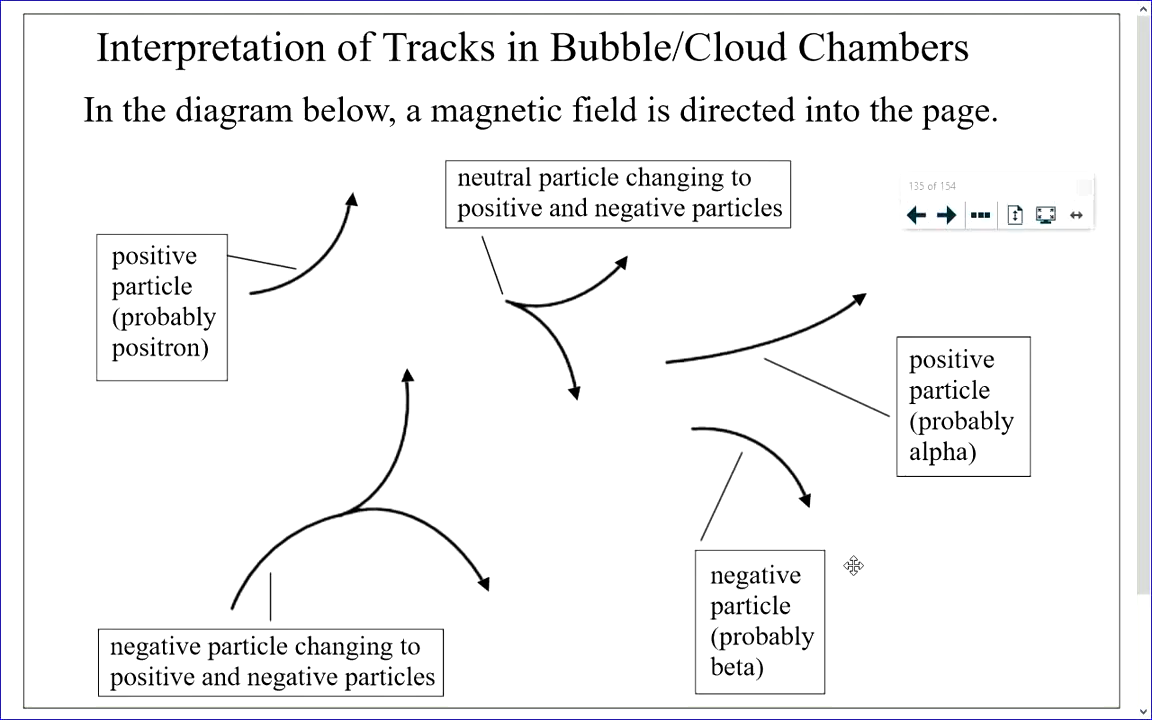 Interpretation of Tracks in Bubble/Cloud Chambers
In the diagram below, a magnetic field is directed into the page.
neutral particle changing to
positive and negative particles
135 of 154
positive
particle
(probably
positron)
positive
particle
(probably
alpha)
negative
particle
(probably
beta)
negative particle changing to
positive and negative particles